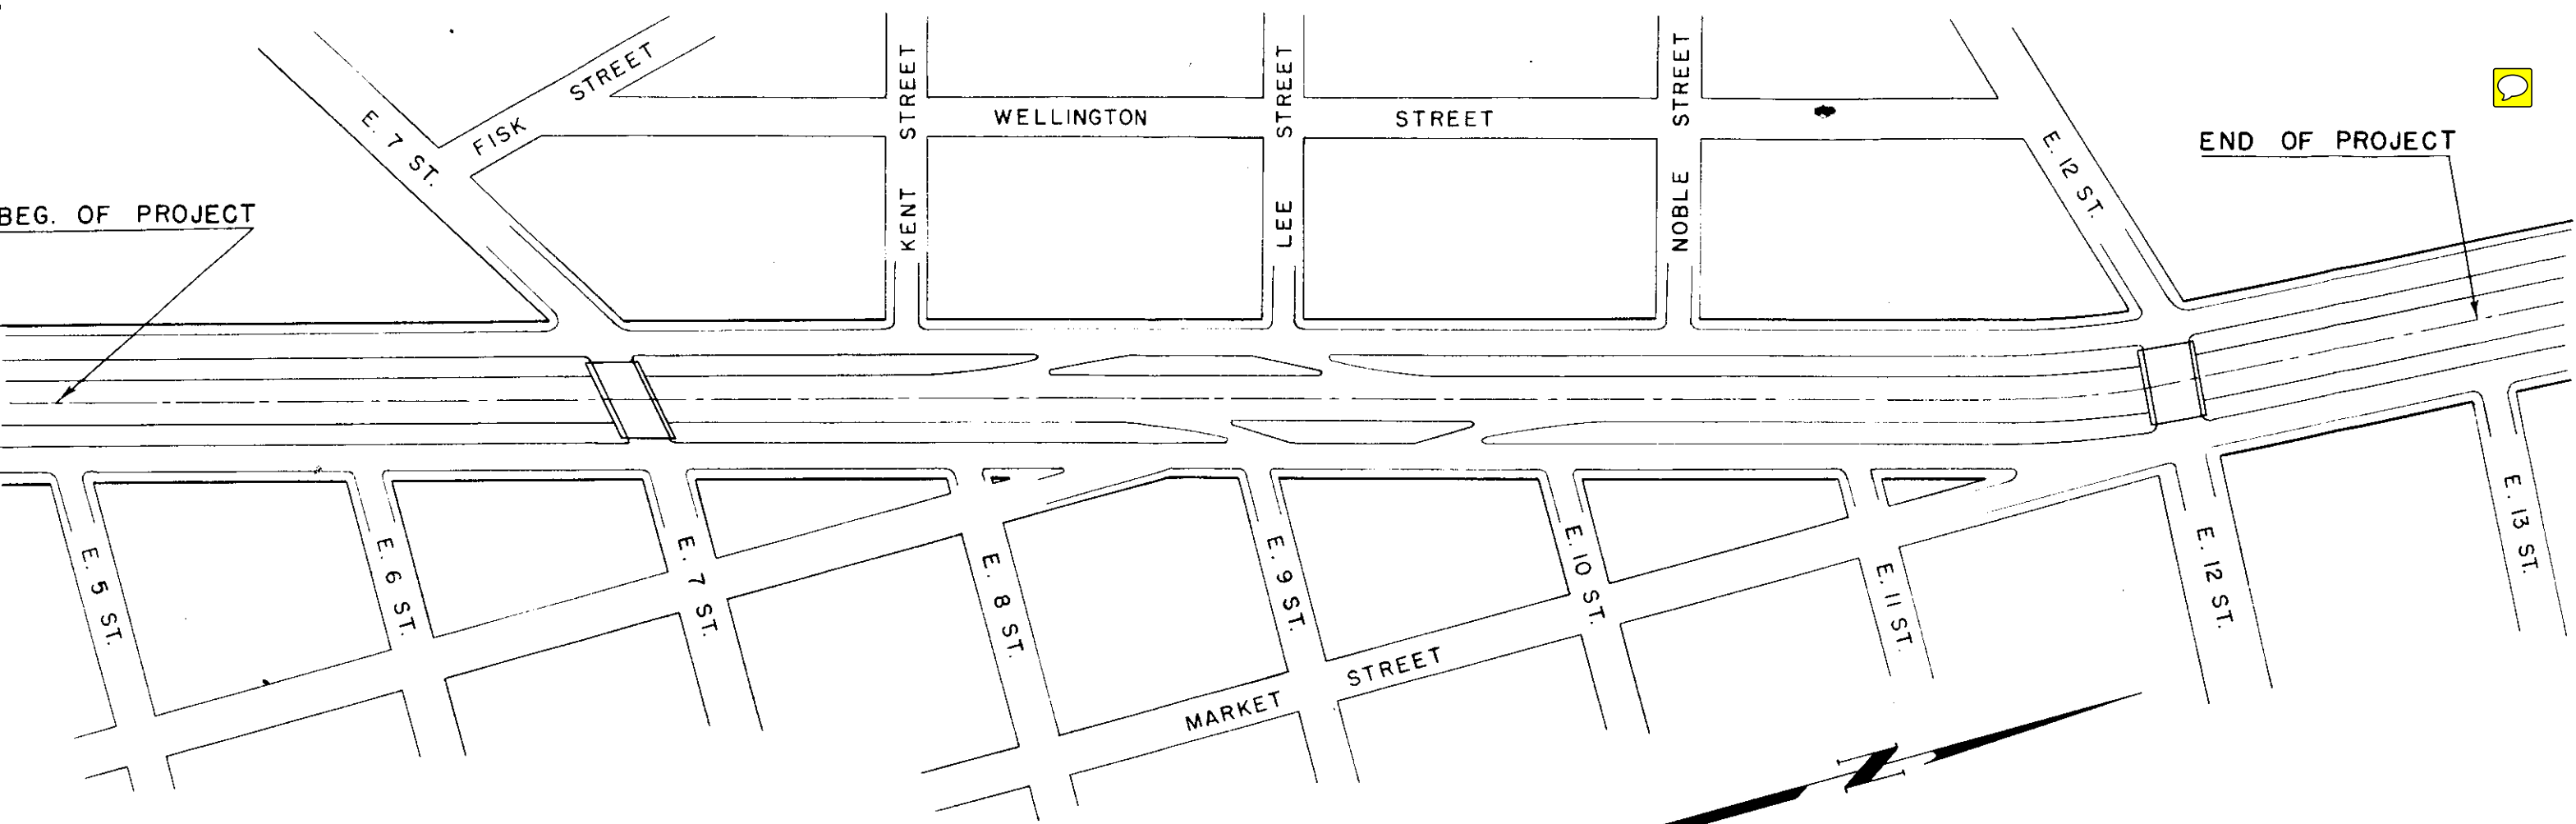 BEG. OF PROJECT
E. 7 ST.
FISK STREET
KENT STREET
WELLINGTON STREET
LEE STREET
NOBLE STREET
E. 12 ST.
END OF PROJECT
E. 5 ST.
E. 6 ST.
E. 7 ST.
E. 8 ST.
E. 9 ST.
E. 10 ST.
E. 11 ST.
E. 12 ST.
E. 13 ST.
MARKET STREET
N